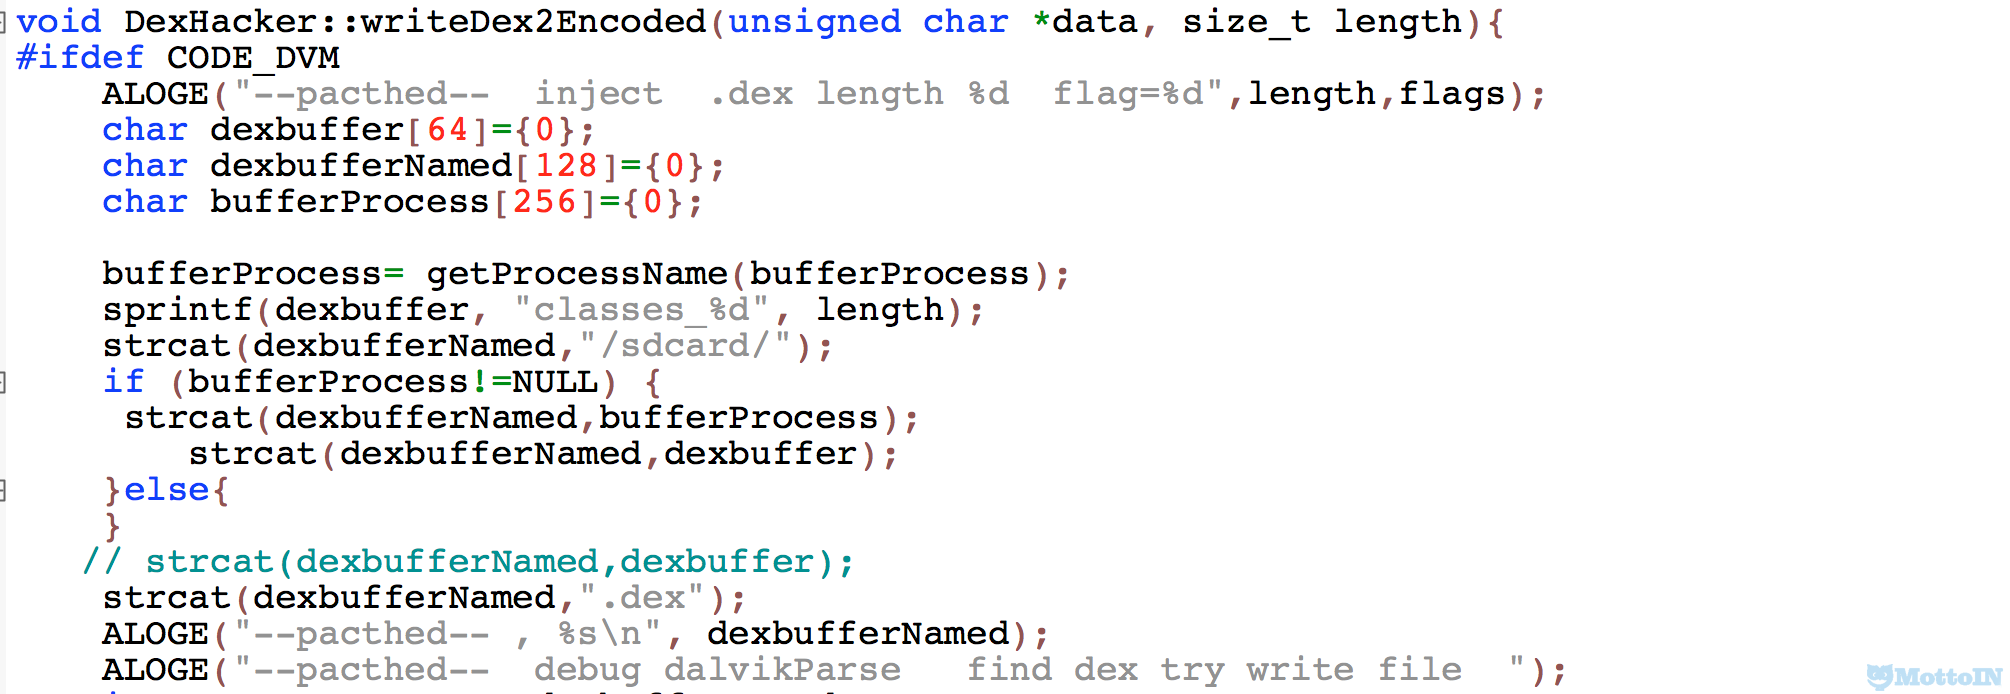 void DexHacker::writeDex2Encoded(unsigned char *data, size_t length){
#ifdef CODE_DVM
    ALOGE("--pacthed--  inject  .dex length %d  flag=%d",length,flags);
    char dexbuffer[64]={0};
    char dexbufferNamed[128]={0};
    char bufferProcess[256]={0};

    bufferProcess= getProcessName(bufferProcess);
    sprintf(dexbuffer, "classes_%d", length);
    strcat(dexbufferNamed,"/sdcard/");
    if (bufferProcess!=NULL) {
     strcat(dexbufferNamed,bufferProcess);
        strcat(dexbufferNamed,dexbuffer);
    }else{
    }
   // strcat(dexbufferNamed,dexbuffer);
    strcat(dexbufferNamed,".dex");
    ALOGE("--pacthed-- , %s\n", dexbufferNamed);
    ALOGE("--pacthed--  debug dalvikParse   find dex try write file  ");
MottoIN